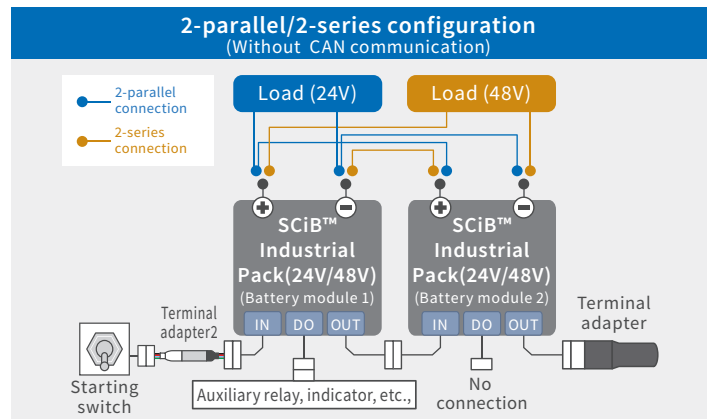 2-parallel/2-series configuration
(Without CAN communication)
2-parallel
connection
2-series
connection
Load (24V)
Load (48V)
+
−
+
−
SCiB™
Industrial
Pack(24V/48V)
(Battery module 1)
IN
DO
OUT
SCiB™
Industrial
Pack(24V/48V)
(Battery module 2)
IN
DO
OUT
Terminal
adapter2
Terminal
adapter
Starting
switch
Auxiliary relay, indicator, etc.,
No
connection